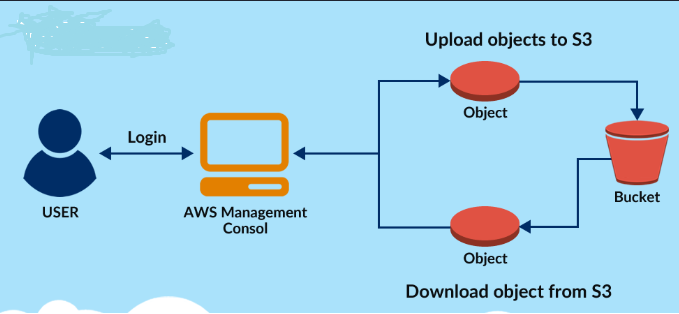 Upload objects to S3
Object
Login
Bucket
USER
AWS Management
Consol
Object
Download object from S3